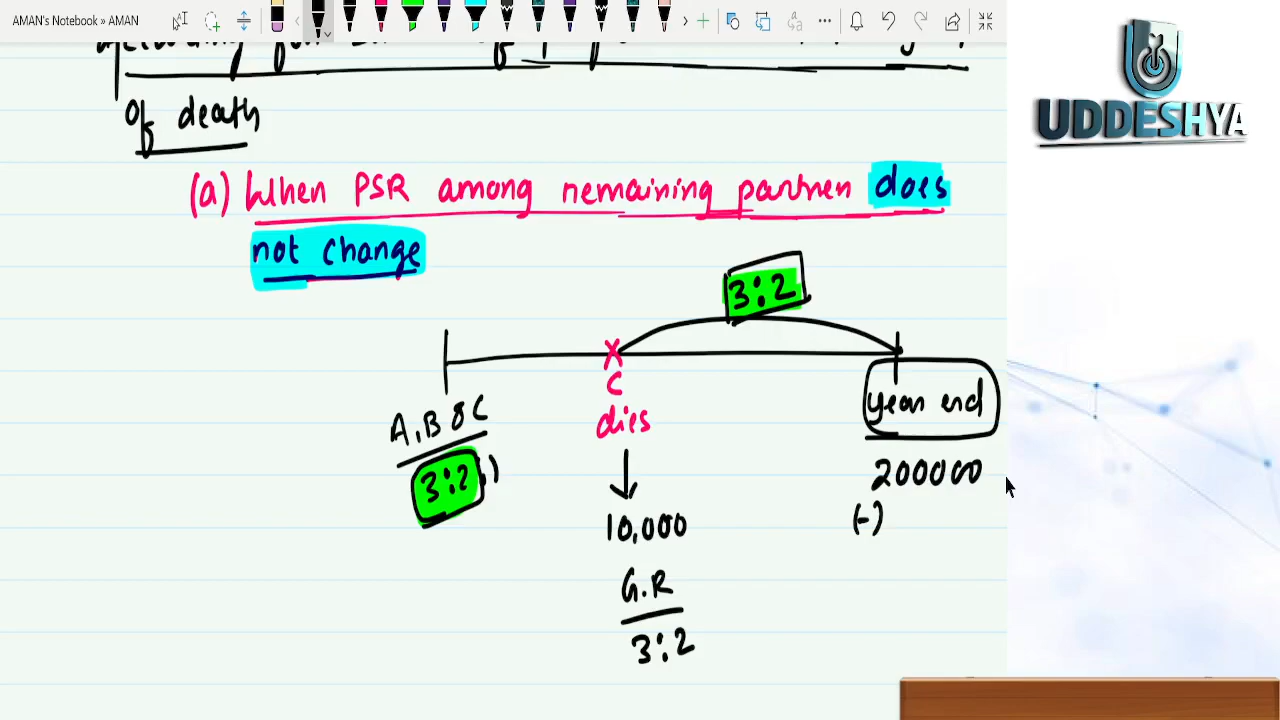 AMAN's Notebook » AMAN
of death
(a) When PSR among remaining partner does
not change
3:2
X
C
dies
A, B & C
3:2:1
year end
200000
10,000
(-)
G.R
3:2
UDDESHYA